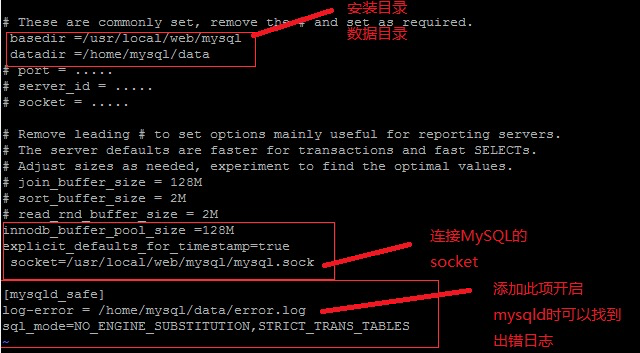 # These are commonly set, remove the # and set as required.
basedir =/usr/local/web/mysql
datadir =/home/mysql/data
# port = .....
# server_id = .....
# socket = .....
# Remove leading # to set options mainly useful for reporting servers.
# The server defaults are faster for transactions and fast SELECTs.
# Adjust sizes as needed, experiment to find the optimal values.
# join_buffer_size = 128M
# sort_buffer_size = 2M
# read_rnd_buffer_size = 2M
innodb_buffer_pool_size =128M
explicit_defaults_for_timestamp=true
socket=/usr/local/web/mysql/mysql.sock
[mysqld_safe]
log-error = /home/mysql/data/error.log
sql_mode=NO_ENGINE_SUBSTITUTION,STRICT_TRANS_TABLES
~
安装目录
数据目录
连接MySQL的
socket
添加此项开启
mysqld时可以找到
出错日志